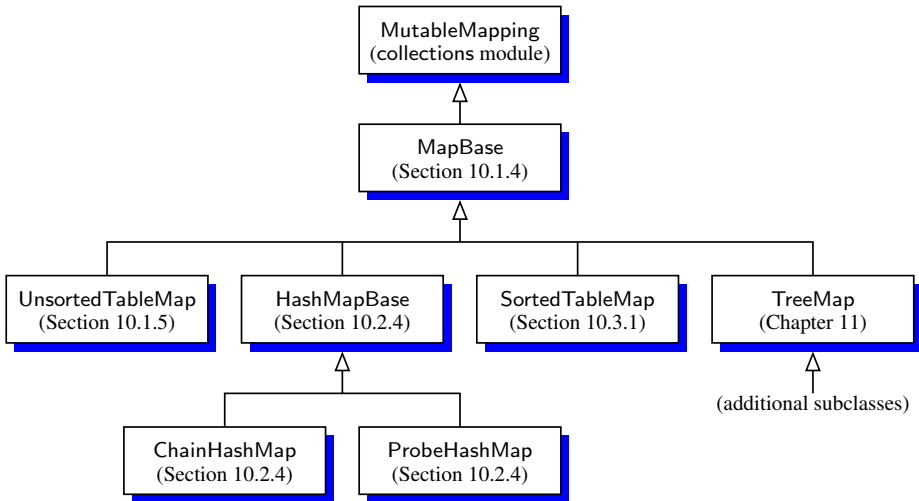 MutableMapping
(collections module)
MapBase
(Section 10.1.4)
UnsortedTableMap
(Section 10.1.5)
HashMapBase
(Section 10.2.4)
SortedTableMap
(Section 10.3.1)
TreeMap
(Chapter 11)
(additional subclasses)
ChainHashMap
(Section 10.2.4)
ProbeHashMap
(Section 10.2.4)